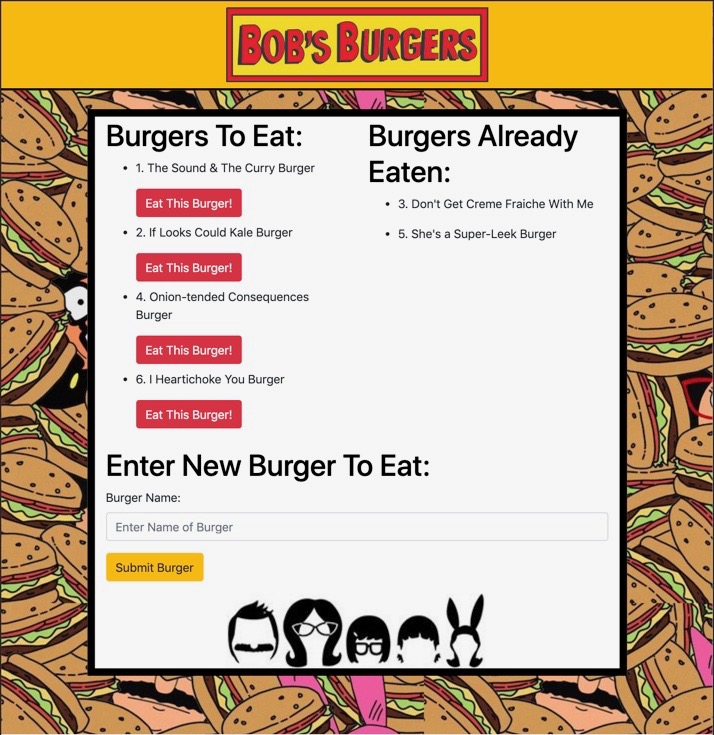 BOB'S BURGERS
Burgers To Eat:
1. The Sound & The Curry Burger
Eat This Burger!
2. If Looks Could Kale Burger
Eat This Burger!
4. Onion-tended Consequences
Burger
Eat This Burger!
6. I Heartichoke You Burger
Eat This Burger!
Burgers Already
Eaten:
3. Don't Get Creme Fraiche With Me
5. She's a Super-Leek Burger
Enter New Burger To Eat:
Burger Name:
Enter Name of Burger
Submit Burger